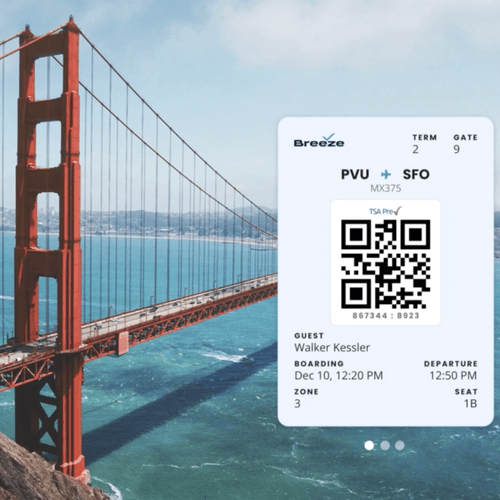 Breeze
TERM GATE
2 9
PVU SFO
MX375
TSA Pre
867344 : 8923
GUEST
Walker Kessler
BOARDING DEPARTURE
Dec 10, 12:20 PM 12:50 PM
ZONE SEAT
3 1B